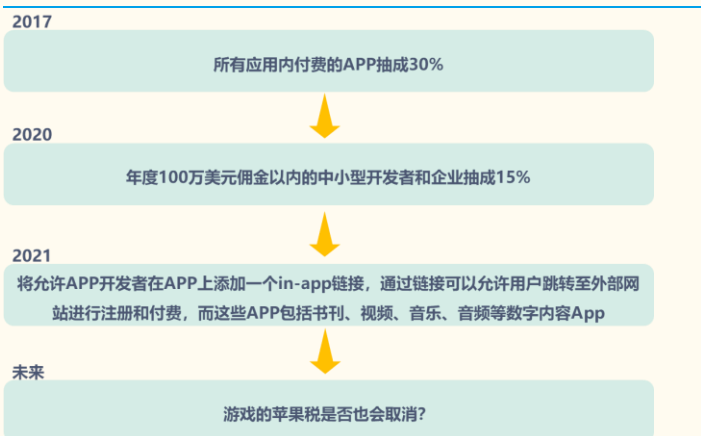 2017
所有应用内付费的APP抽成30%
2020
年度100万美元佣金以内的中小型开发者和企业抽成15%
2021
将允许APP开发者在APP上添加一个in-app链接，通过链接可以允许用户跳转至外部网
站进行注册和付费，而这些APP包括书刊、视频、音乐、音频等数字内容App
未来
游戏的苹果税是否也会取消？